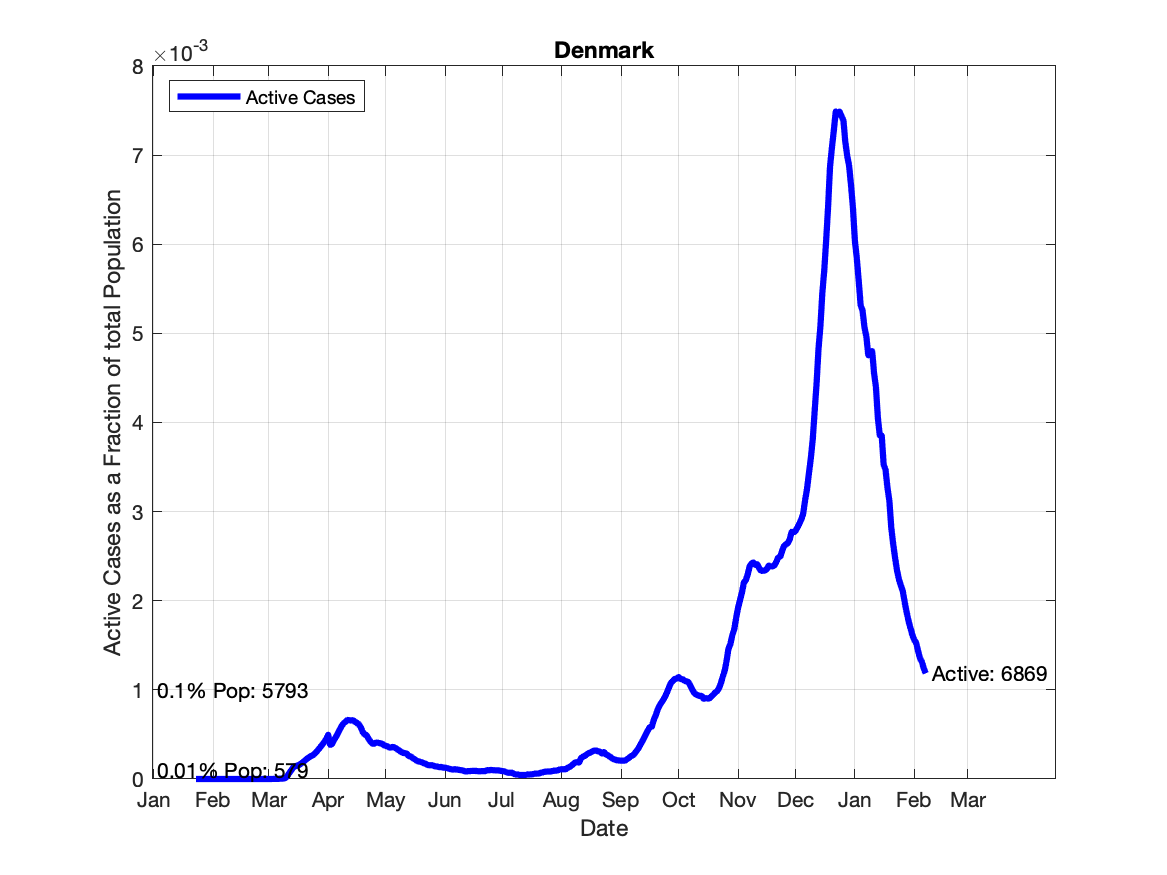 Denmark
×10-3
Active Cases
8
7
6
5
4
3
2
1
0
Active Cases as a Fraction of total Population
0.1% Pop: 5793
0.01% Pop: 579
Active: 6869
Jan Feb Mar Apr May Jun Jul Aug Sep Oct Nov Dec Jan Feb Mar
Date